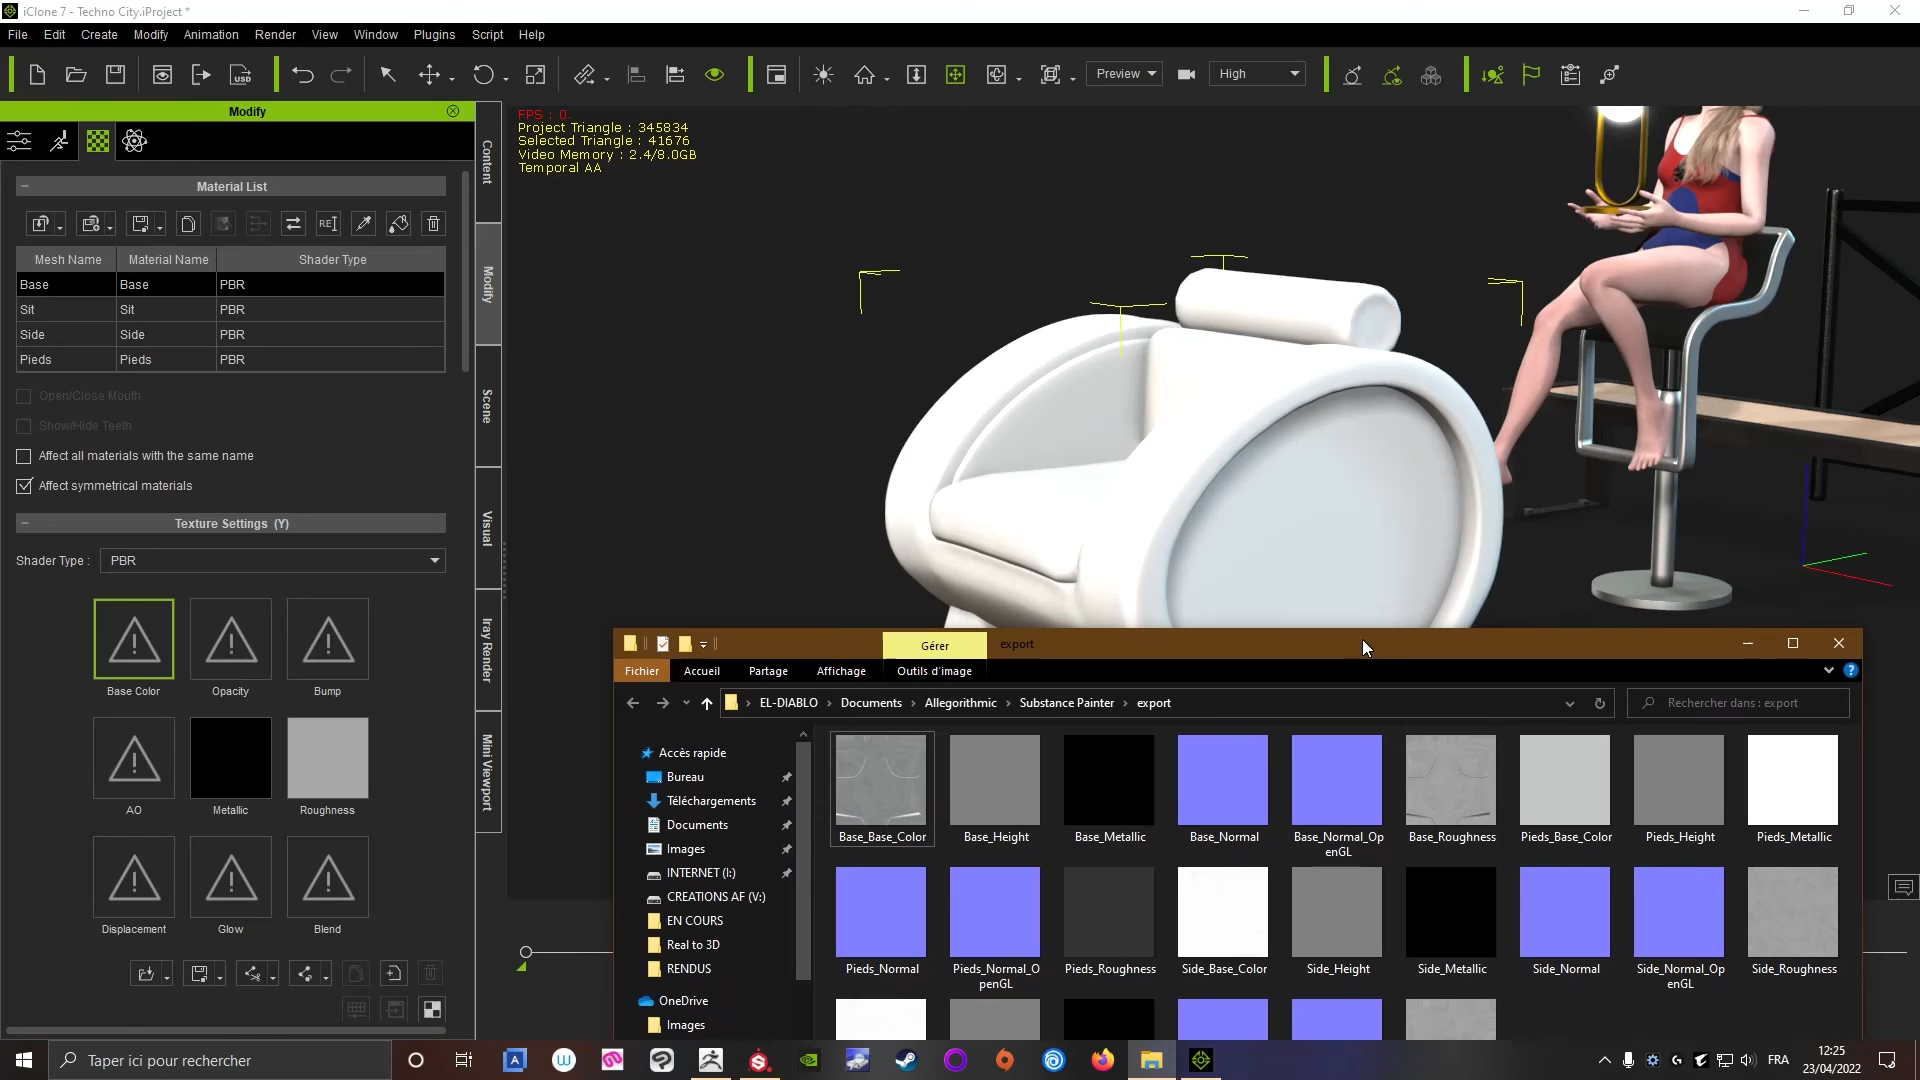 iClone 7 - Techno City.iProject *
File Edit Create Modify Animation Render View Window Plugins Script Help
USD
Preview
High
Modify
Content
Modify
Scene
Visual
Iray Render
Mini Viewport
FPS : 0.
Project Triangle : 345834
Selected Triangle : 41676
Video Memory : 2.4/8.0GB
Temporal AA
Material List
REI
Mesh Name Material Name Shader Type
Base Base PBR
Sit Sit PBR
Side Side PBR
Pieds Pieds PBR
Open/Close Mouth
Show/Hide Teeth
Affect all materials with the same name
Affect symmetrical materials
Texture Settings (Y)
Shader Type : PBR
Base Color Opacity Bump
AO Metallic Roughness
Displacement Glow Blend
Gérer export
Fichier Accueil Partage Affichage Outils d'image
EL-DIABLO › Documents › Allegorithmic › Substance Painter › export
Rechercher dans : export
Accès rapide
Bureau
Téléchargements
Documents
Images
INTERNET (I:)
CREATIONS AF (V:)
EN COURS
Real to 3D
RENDUS
OneDrive
Images
Base_Base_Color Base_Height Base_Metallic Base_Normal Base_Normal_Op Base_Roughness Pieds_Base_Color Pieds_Height Pieds_Metallic
enGL
Pieds_Normal Pieds_Normal_O Pieds_Roughness Side_Base_Color Side_Height Side_Metallic Side_Normal Side_Normal_Op Side_Roughness
penGL enGL
Taper ici pour rechercher
FRA
12:25
23/04/2022